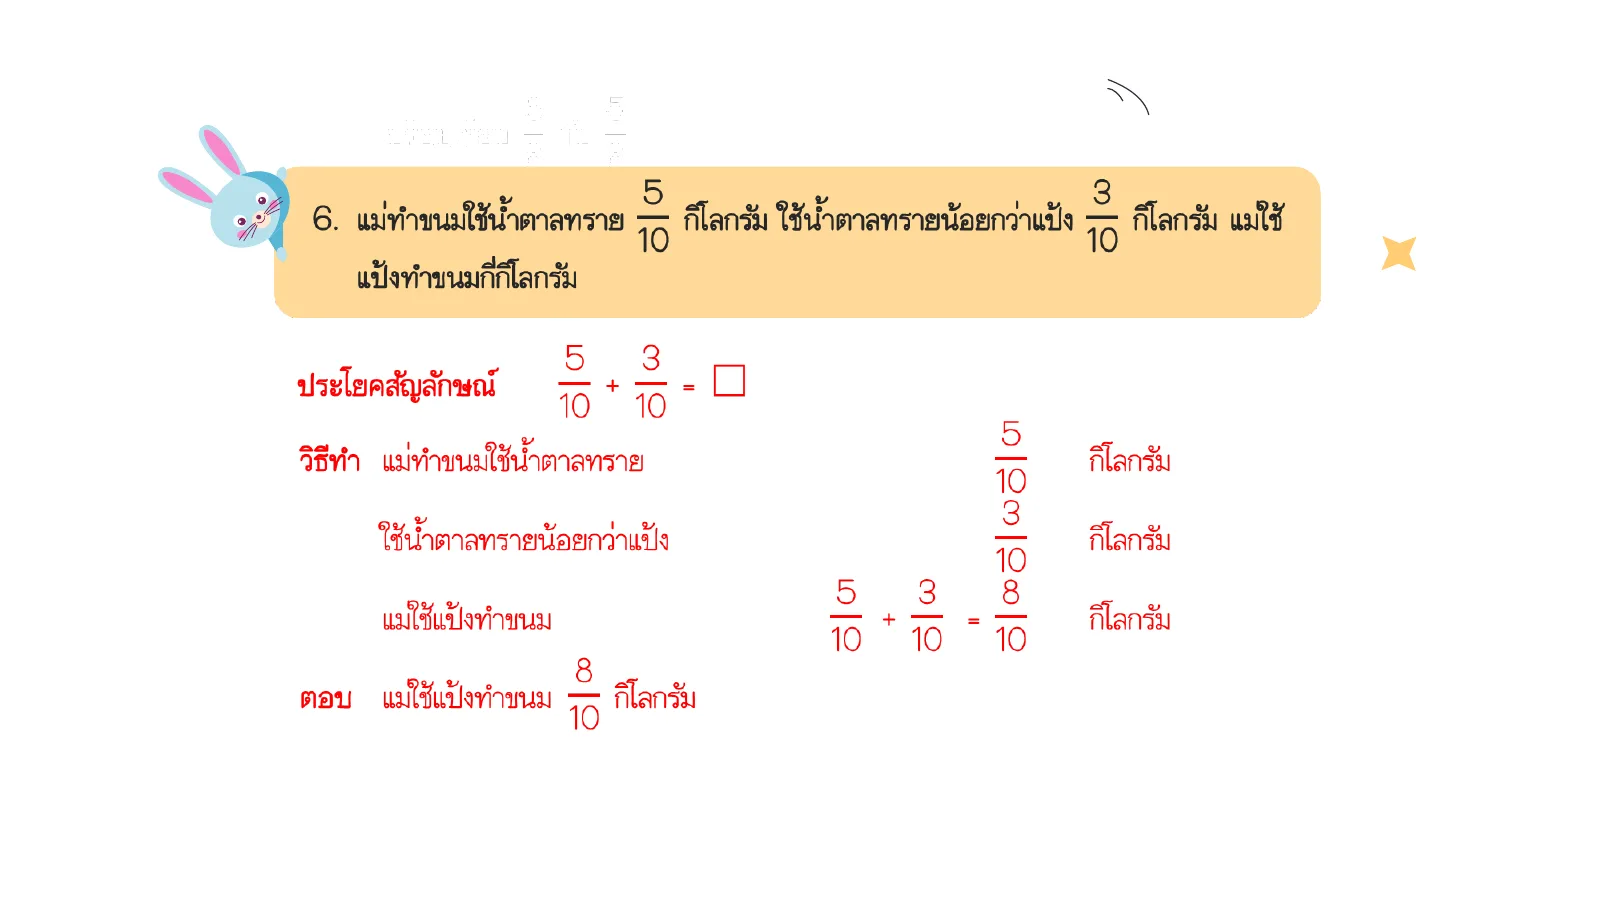 6. แม่ทำขนมใช้น้ำตาลทราย 5/10 กิโลกรัม ใช้น้ำตาลทรายน้อยกว่าแป้ง 3/10 กิโลกรัม แม่ใช้
แป้งทำขนมกี่กิโลกรัม
ประโยคสัญลักษณ์ 5/10 + 3/10 = □
วิธีทำ แม่ทำขนมใช้น้ำตาลทราย 5/10 กิโลกรัม
ใช้น้ำตาลทรายน้อยกว่าแป้ง 3/10 กิโลกรัม
แม่ใช้แป้งทำขนม 5/10 + 3/10 = 8/10 กิโลกรัม
ตอบ แม่ใช้แป้งทำขนม 8/10 กิโลกรัม